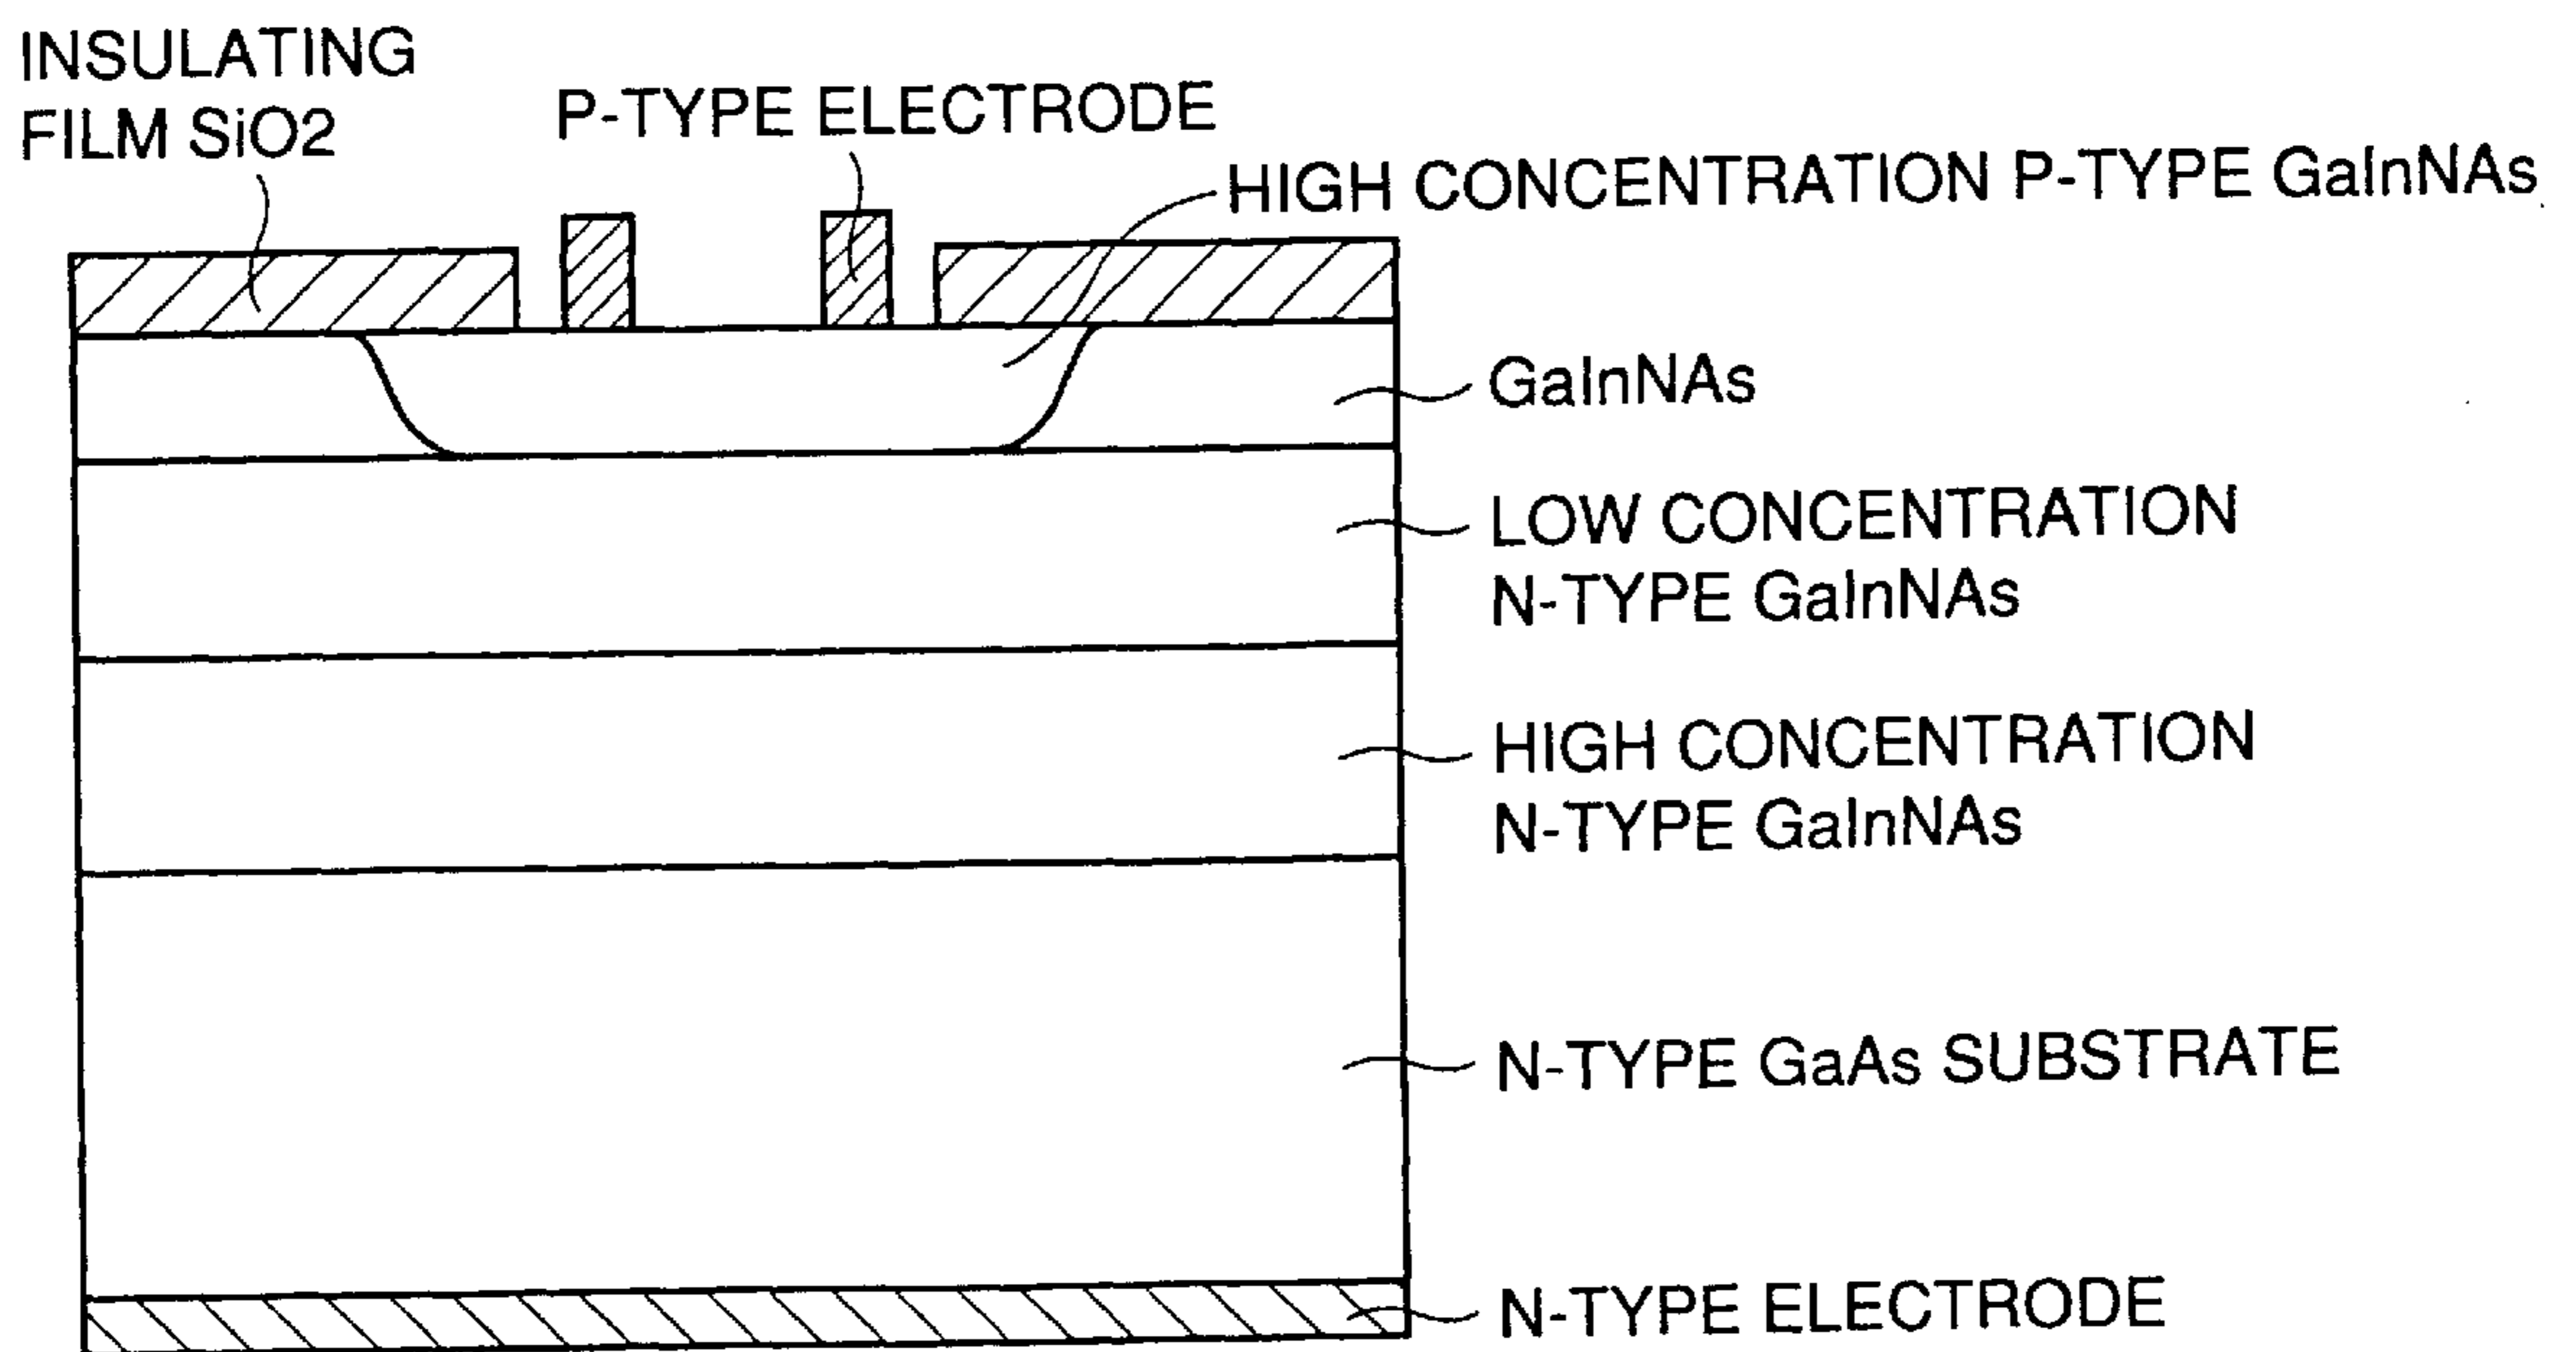 INSULATING
FILM SiO2
P-TYPE ELECTRODE
HIGH CONCENTRATION P-TYPE GaInNAs
GaInNAs
LOW CONCENTRATION
N-TYPE GaInNAs
HIGH CONCENTRATION
N-TYPE GaInNAs
N-TYPE GaAs SUBSTRATE
N-TYPE ELECTRODE